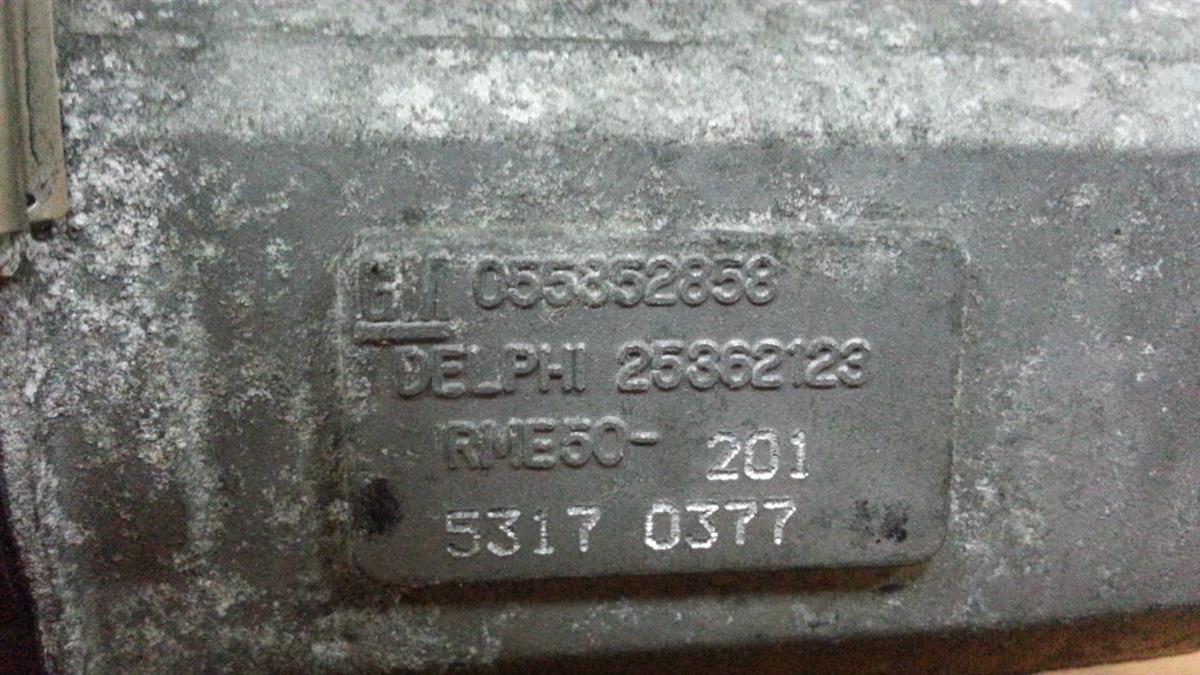 GM 055352858
DELPHI 25362123
RME50- 201
5317 0377